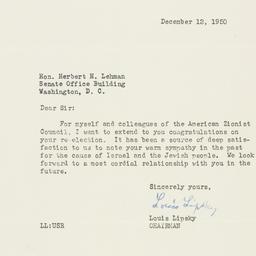 December 12, 1950
Hon. Herbert H. Lehman
Senate Office Building
Washington, D. C.
Dear Sir:
For myself and colleagues of the American Zionist
Council, I want to extend to you congratulations on
your re-election. It has been a source of deep satis-
faction to us to note your warm sympathy in the past
for the cause of Israel and the Jewish people. We look
forward to a most cordial relationship with you in the
future.
Sincerely yours,
Louis Lipsky
Louis Lipsky
LL:USR CHAIRMAN